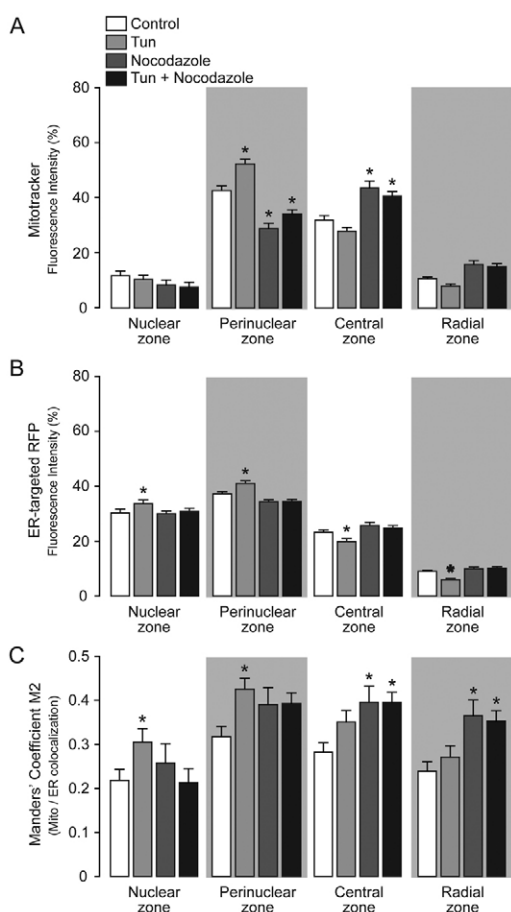 A
Control
Tun
Nocodazole
Tun + Nocodazole
Mitotracker
Fluorescence Intensity (%)
80
60
40
20
0
*
*
*
*
*
Nuclear
zone
Perinuclear
zone
Central
zone
Radial
zone
B
ER-targeted RFP
Fluorescence Intensity (%)
80
60
40
20
0
*
*
*
*
Nuclear
zone
Perinuclear
zone
Central
zone
Radial
zone
C
Manders' Coefficient M2
(Mito / ER colocalization)
0.5
0.4
0.3
0.2
0.1
0
*
*
*
*
*
*
Nuclear
zone
Perinuclear
zone
Central
zone
Radial
zone